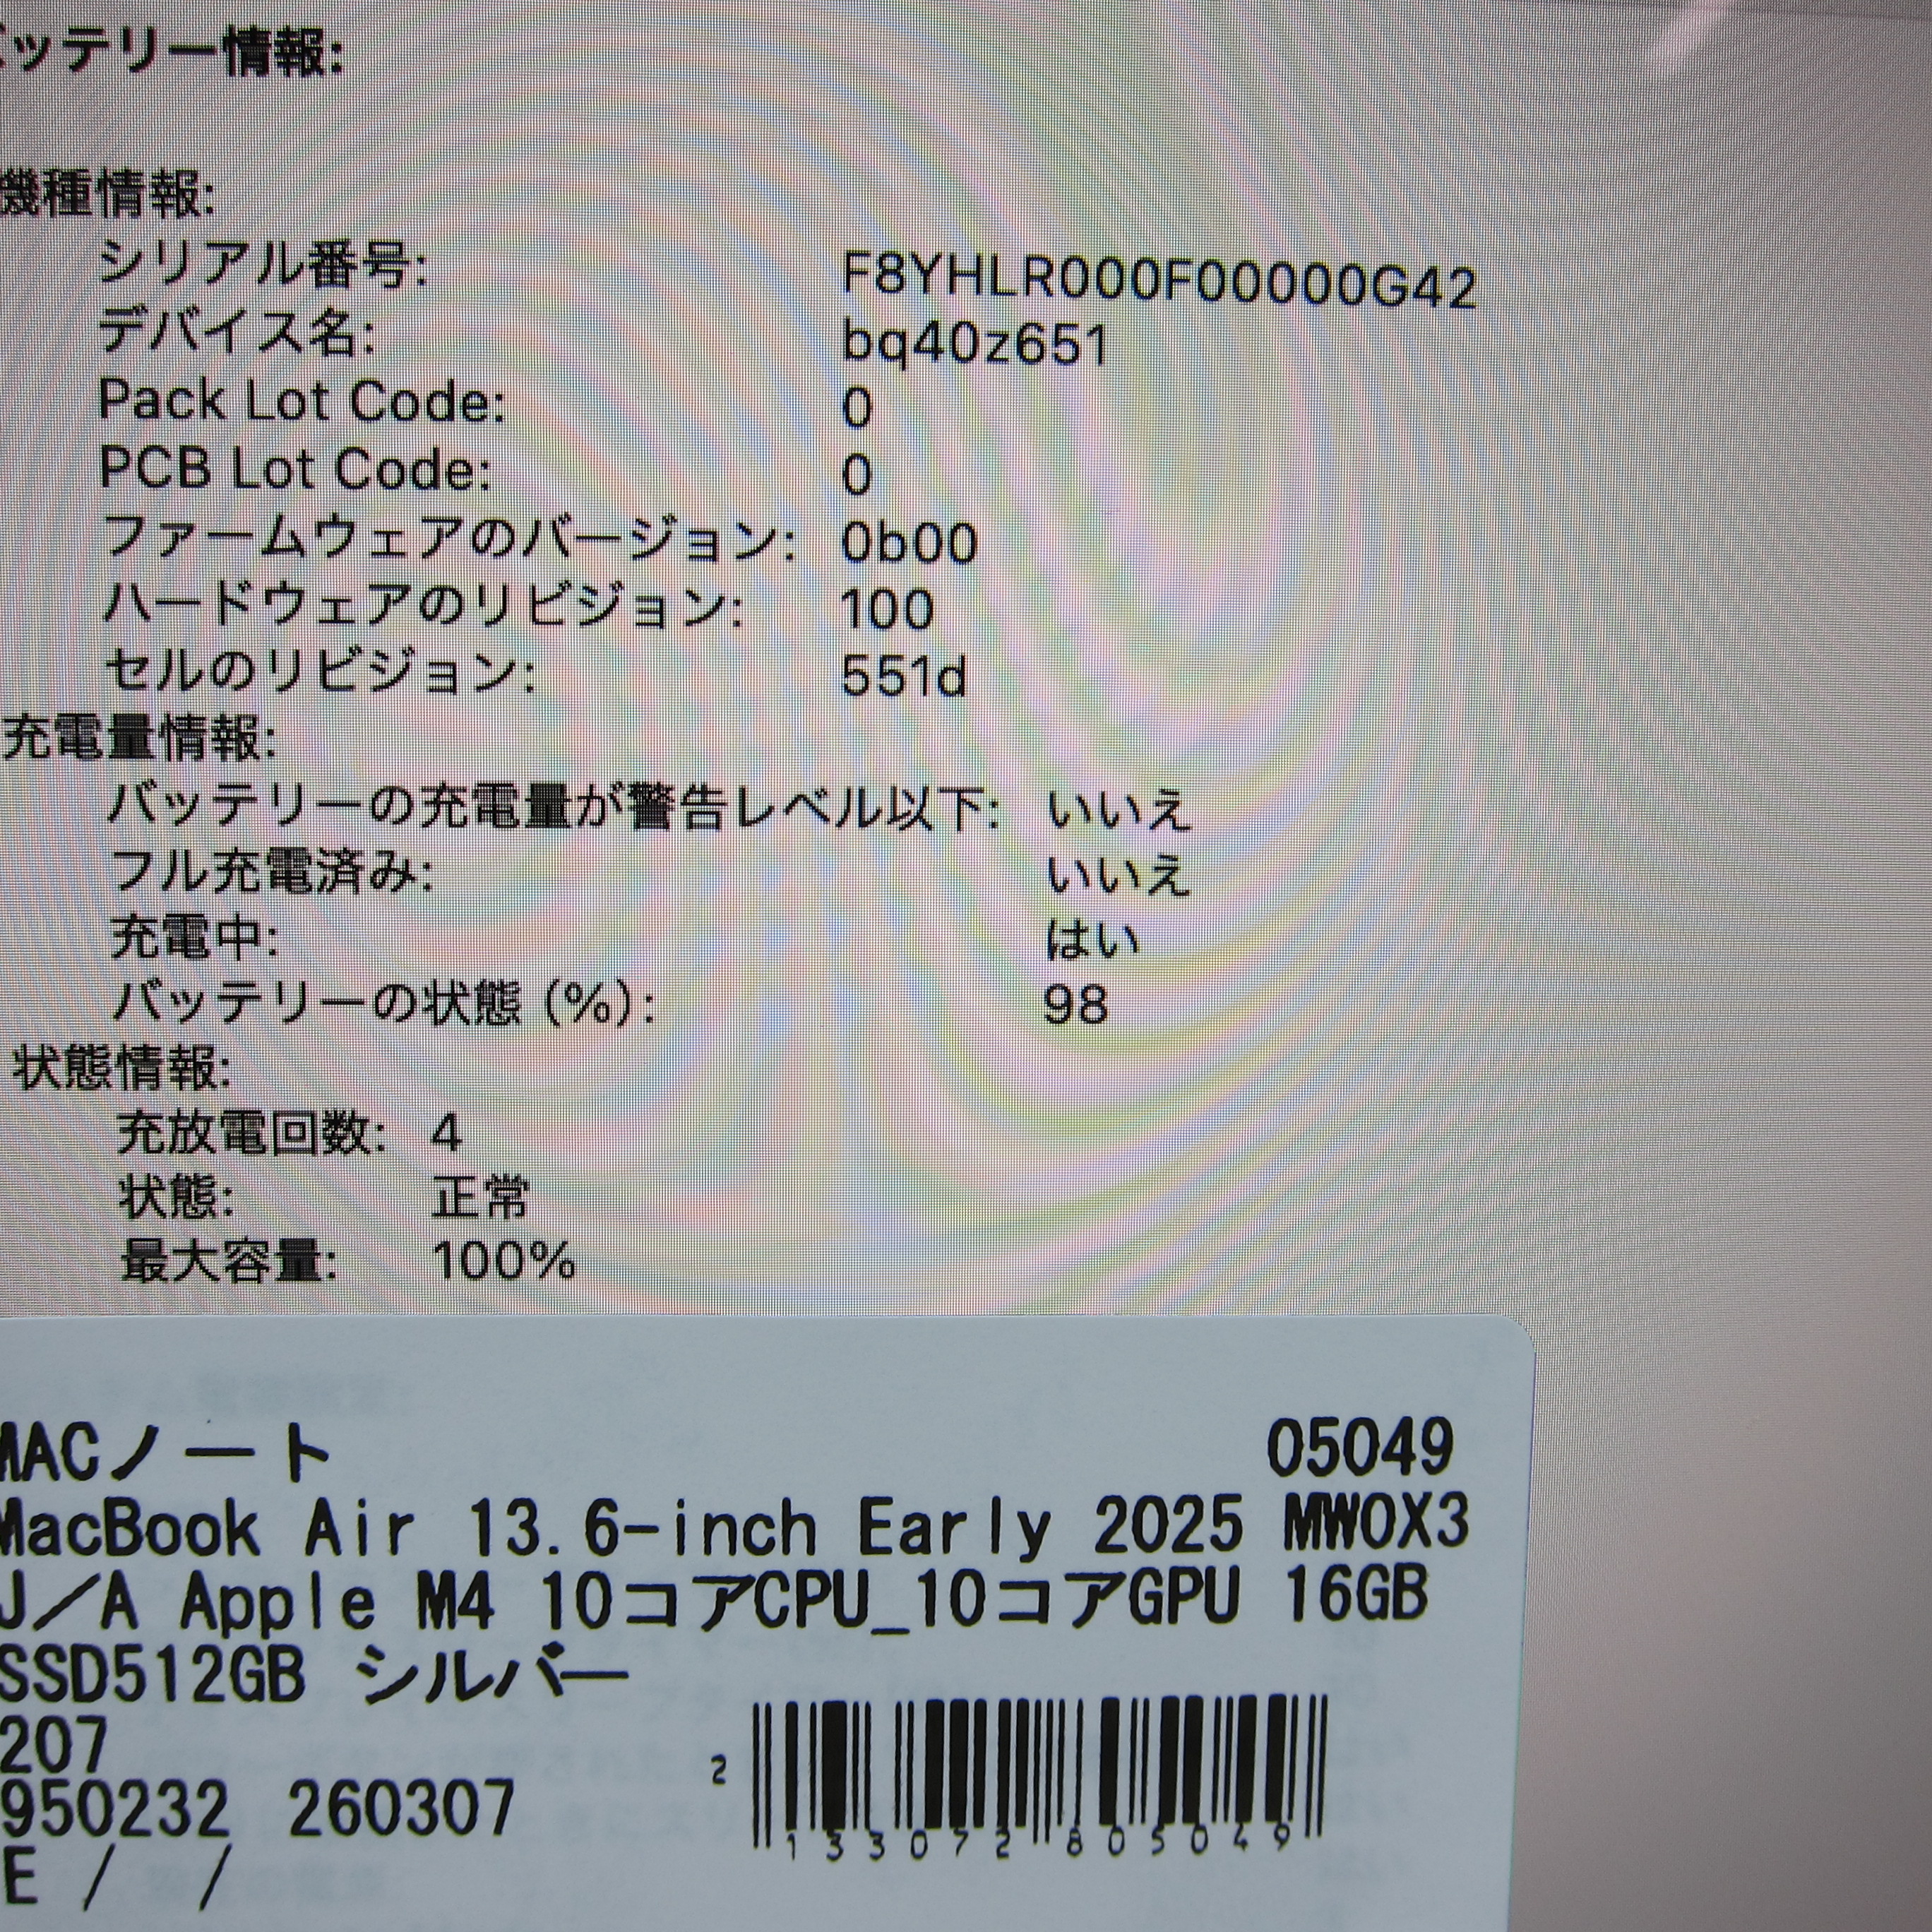 ッテリー情報:
機種情報:
シリアル番号: F8YHLR000F00000G42
デバイス名: bq40z651
Pack Lot Code: 0
PCB Lot Code: 0
ファームウェアのバージョン: 0b00
ハードウェアのリビジョン: 100
セルのリビジョン: 551d
充電量情報:
バッテリーの充電量が警告レベル以下: いいえ
フル充電済み: いいえ
充電中: はい
バッテリーの状態 (%): 98
状態情報:
充放電回数: 4
状態: 正常
最大容量: 100%
MACノート 05049
MacBook Air 13.6-inch Early 2025 MW0X3
J/A Apple M4 10コアCPU_10コアGPU 16GB
SSD512GB シルバー
207
950232 260307
E / /
2 133072 805049